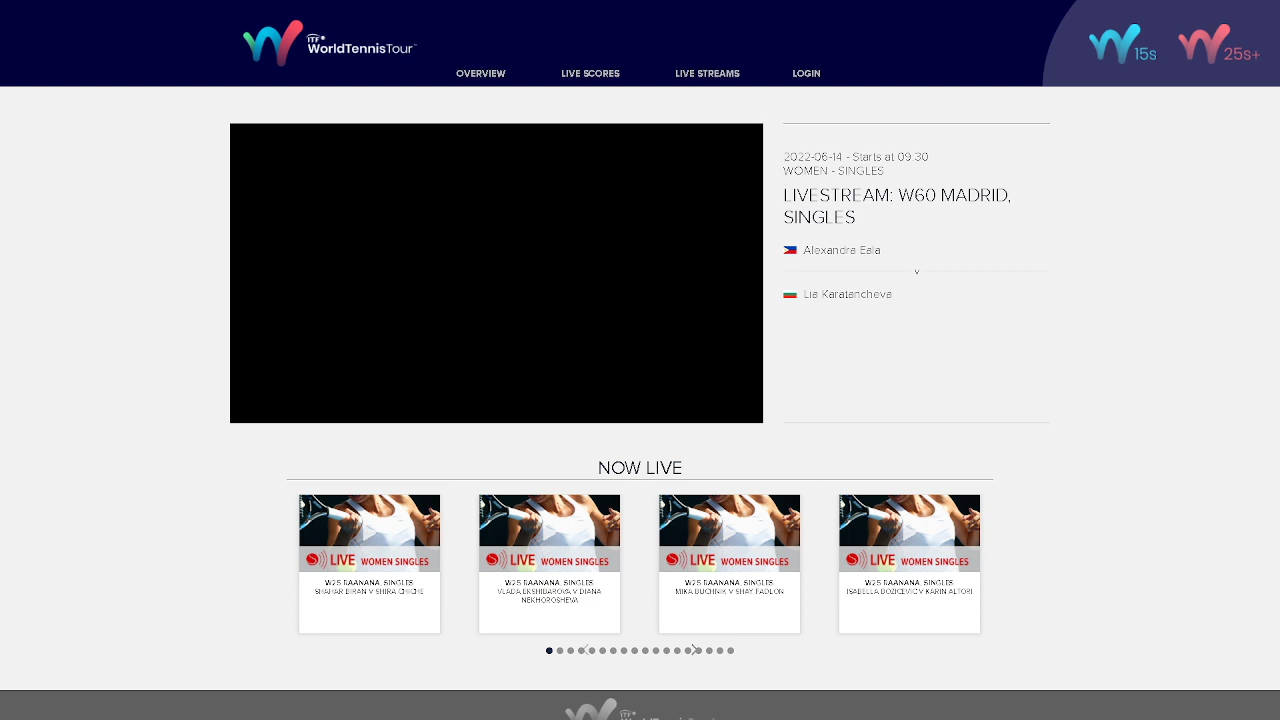 ITF
WorldTennisTour
OVERVIEW
LIVE SCORES
LIVE STREAMS
LOGIN
15s
25s+
2022-06-14 - Starts at 09:30
WOMEN - SINGLES
LIVESTREAM: W60 MADRID,
SINGLES
Alexandra Eala
v
Lia Karatancheva
NOW LIVE
LIVE WOMEN SINGLES
W25 RAANANA, SINGLES
SHAHAR BIRAN V SHIRA CHICHE
LIVE WOMEN SINGLES
W25 RAANANA, SINGLES
VLADA EKSHIBAROVA V DIANA
NEKHOROSHEVA
LIVE WOMEN SINGLES
W25 RAANANA, SINGLES
MIKA BUCHNIK V SHAY FADLON
LIVE WOMEN SINGLES
W25 RAANANA, SINGLES
ISABELLA BOZICEVIC V KARIN ALTORI
ITF